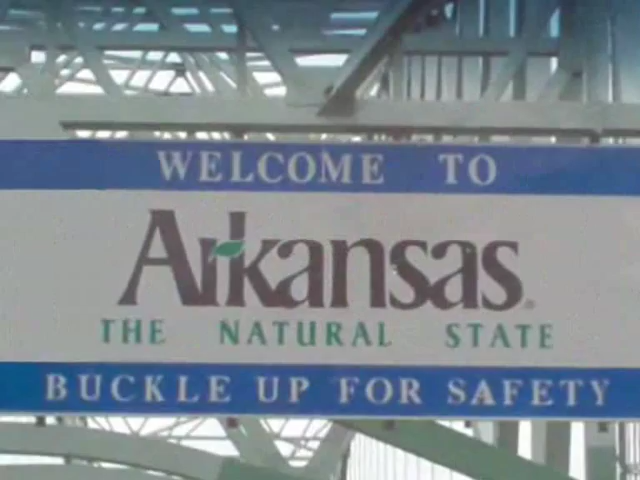 WELCOME TO
Arkansas®
THE NATURAL STATE
BUCKLE UP FOR SAFETY